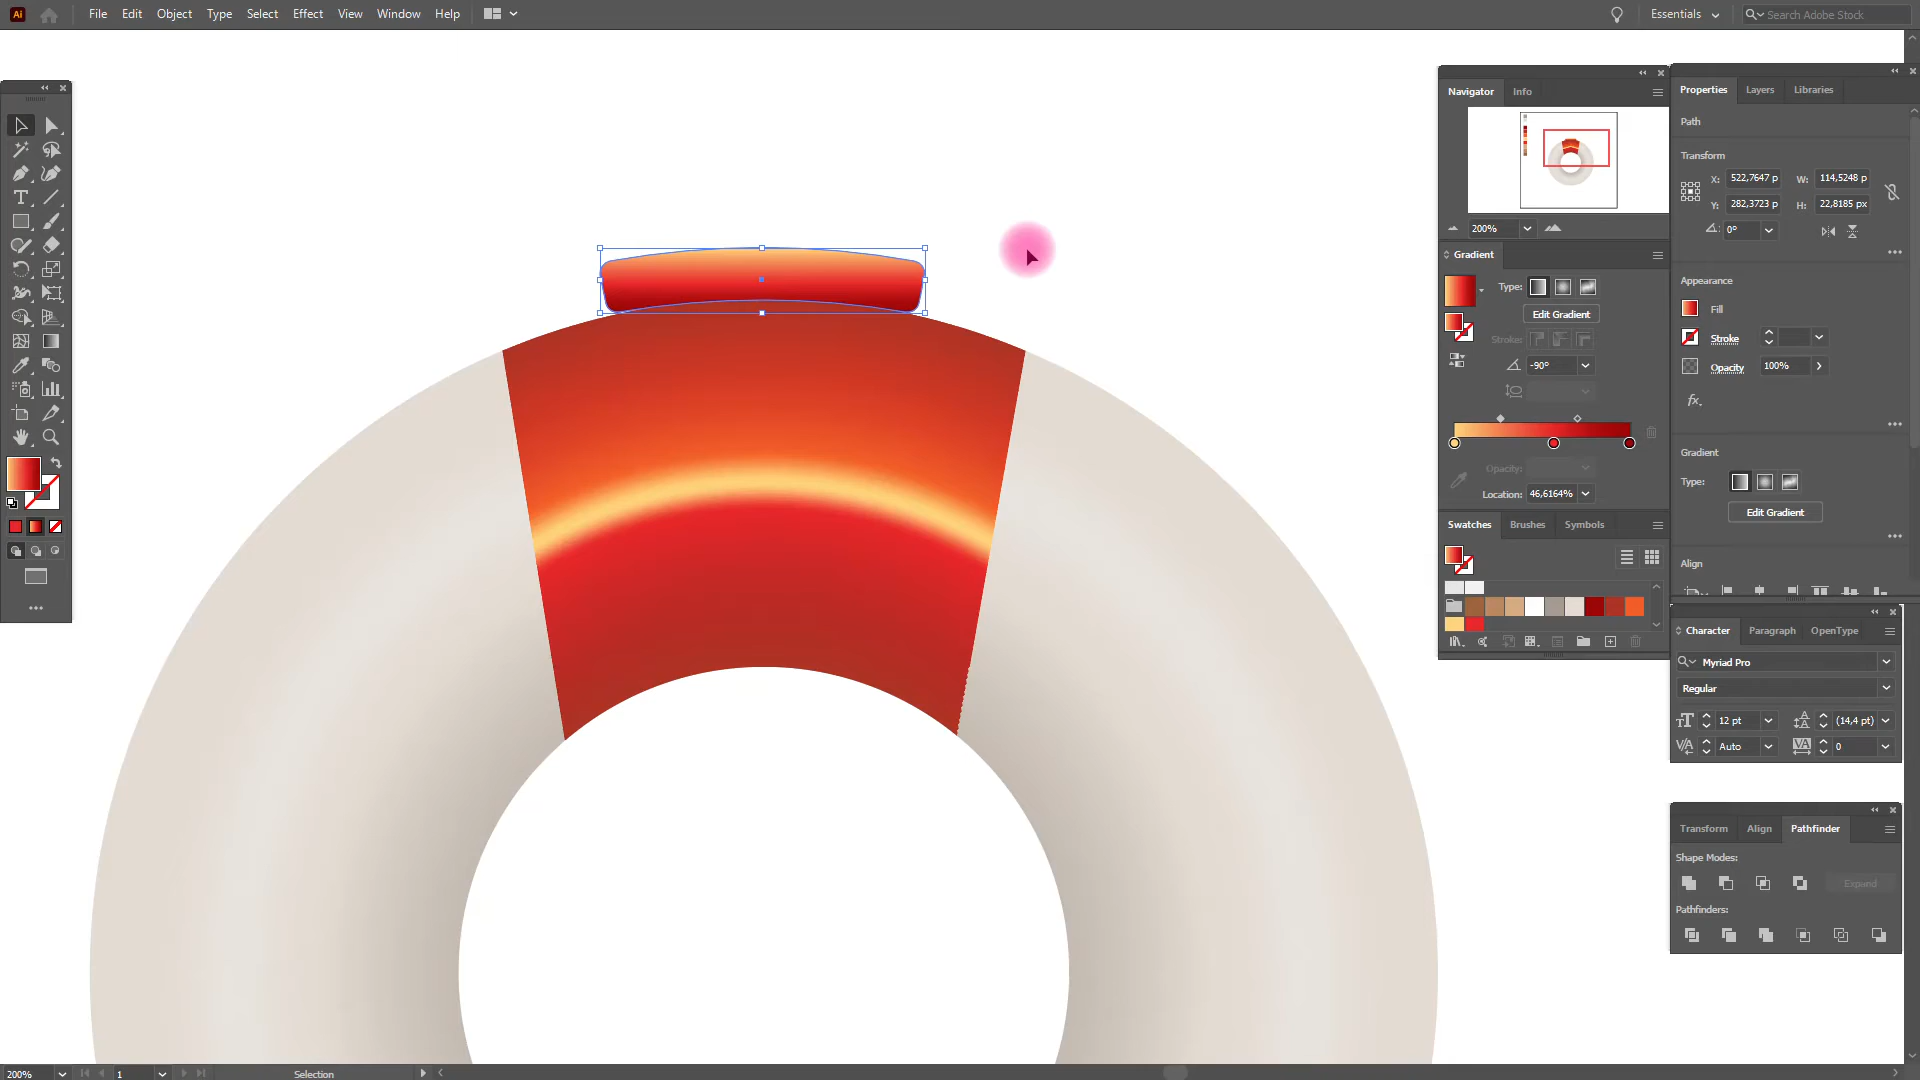 Ai File Edit Object Type Select Effect View Window Help Essentials Search Adobe Stock
Navigator Info
200%
Gradient
Type:
Edit Gradient
Stroke:
-90°
Opacity:
Location: 46,6164%
Swatches Brushes Symbols
Properties Layers Libraries
Path
Transform
X: 522,7647 p W: 114,5248 p
Y: 282,3723 p H: 22,8185 px
0°
Appearance
Fill
Stroke
Opacity 100%
fx.
Gradient
Type:
Edit Gradient
Align
Character Paragraph OpenType
Myriad Pro
Regular
12 pt (14,4 pt)
Auto 0
Transform Align Pathfinder
Shape Modes:
Expand
Pathfinders:
200% 1 Selection